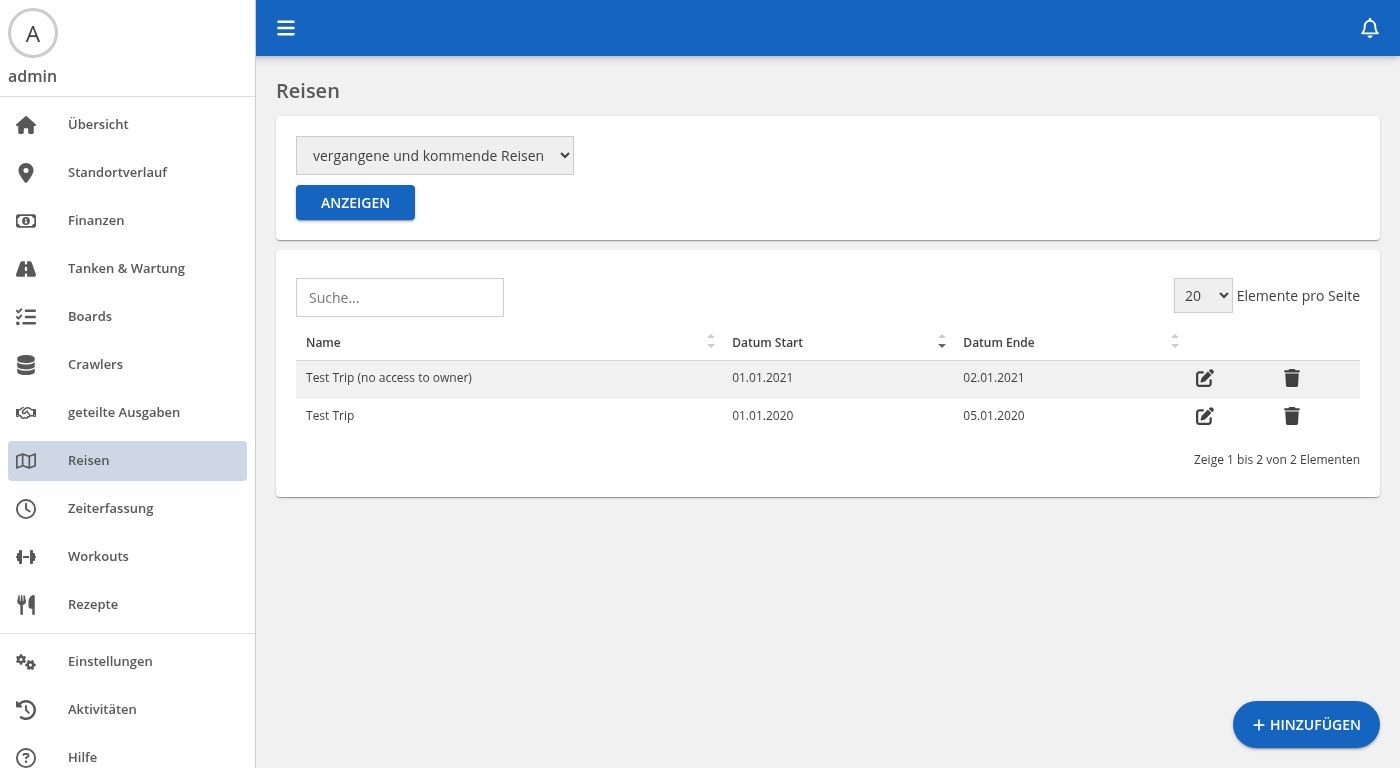 A
admin
Übersicht
Standortverlauf
Finanzen
Tanken & Wartung
Boards
Crawlers
geteilte Ausgaben
Reisen
Zeiterfassung
Workouts
Rezepte
Einstellungen
Aktivitäten
Hilfe
Reisen
vergangene und kommende Reisen
ANZEIGEN
Suche...
20 Elemente pro Seite
Name Datum Start Datum Ende
Test Trip (no access to owner) 01.01.2021 02.01.2021
Test Trip 01.01.2020 05.01.2020
Zeige 1 bis 2 von 2 Elementen
+ HINZUFÜGEN